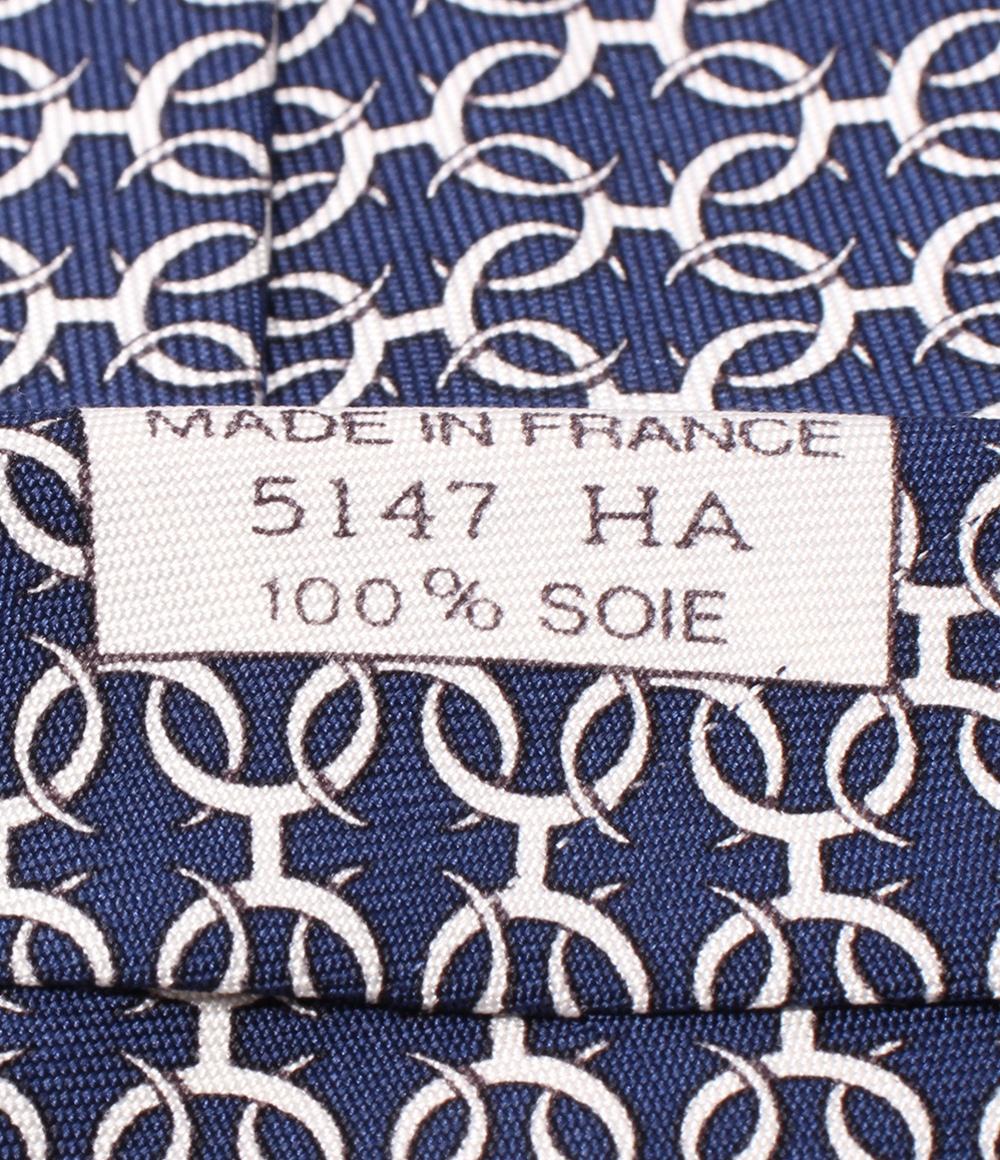 MADE IN FRANCE
5147 HA
100% SOIE